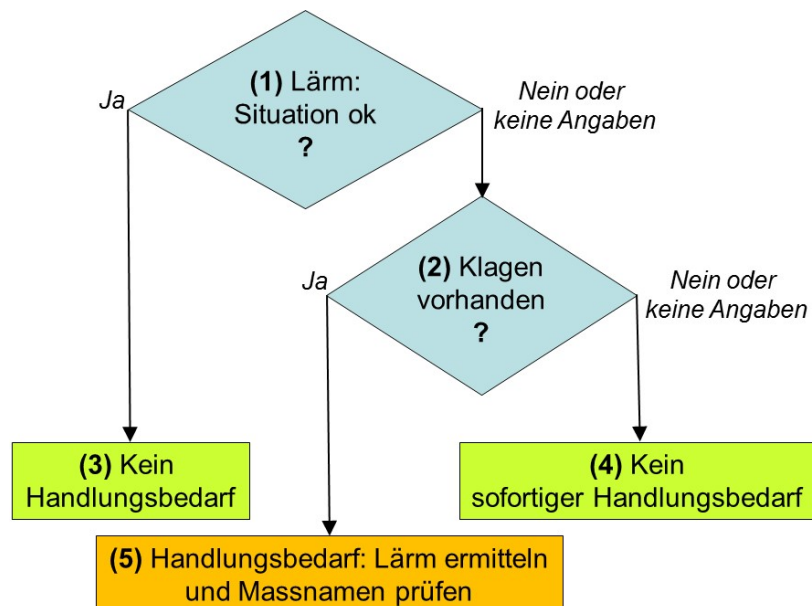 (1) Lärm:
Situation ok
?
Ja
Nein oder
keine Angaben
(2) Klagen
vorhanden
?
Ja
Nein oder
keine Angaben
(3) Kein
Handlungsbedarf
(4) Kein
sofortiger Handlungsbedarf
(5) Handlungsbedarf: Lärm ermitteln
und Massnamen prüfen